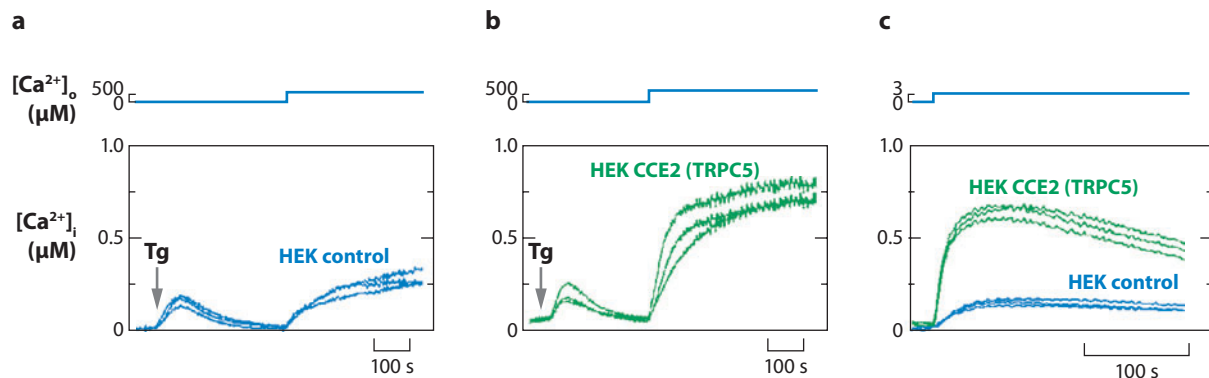 a
[Ca²⁺]ₒ
(μM)
500
0
[Ca²⁺]ᵢ
(μM)
1.0
0.5
0
Tg
HEK control
100 s
b
500
0
1.0
0.5
0
Tg
HEK CCE2 (TRPC5)
100 s
c
3
0
1.0
0.5
0
HEK CCE2 (TRPC5)
HEK control
100 s